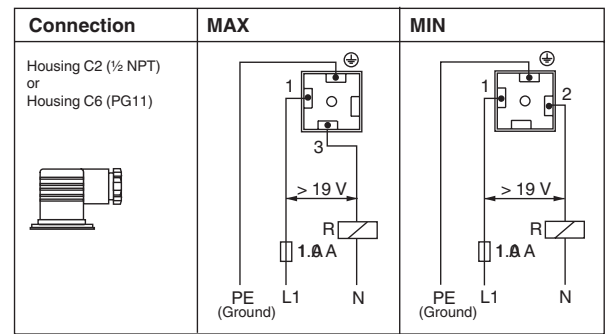 Connection
MAX
MIN
Housing C2 (½ NPT)
or
Housing C6 (PG11)
1
3
> 19 V
R
A
PE
(Ground)
L1
N
1
2
> 19 V
R
A
PE
(Ground)
L1
N